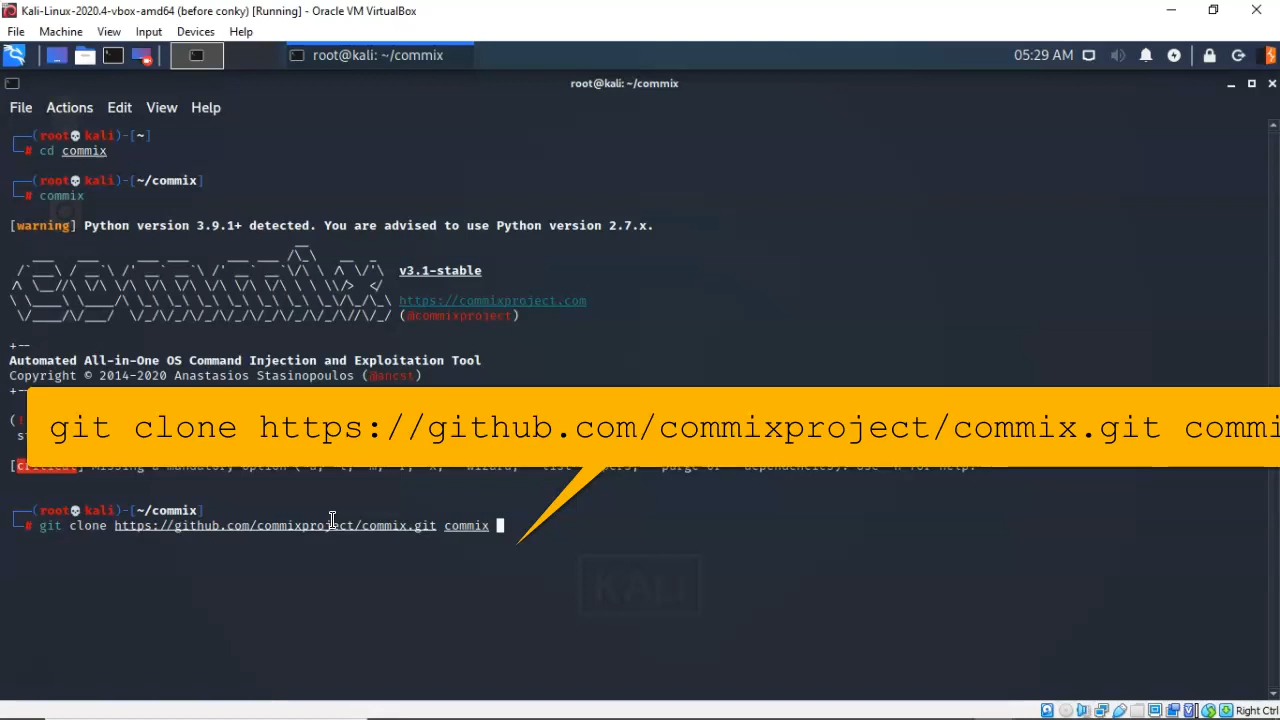 Kali-Linux-2020.4-vbox-amd64 (before conky) [Running] - Oracle VM VirtualBox
File Machine View Input Devices Help
root@kali: ~/commix
05:29 AM
root@kali: ~/commix
File Actions Edit View Help
(root💀kali)-[~]
# cd commix
(root💀kali)-[~/commix]
# commix
[warning] Python version 3.9.1+ detected. You are advised to use Python version 2.7.x.
v3.1-stable
https://commixproject.com
(@commixproject)
+--
Automated All-in-One OS Command Injection and Exploitation Tool
Copyright © 2014-2020 Anastasios Stasinopoulos (@ancst)
+--
git clone https://github.com/commixproject/commix.git commi
(root💀kali)-[~/commix]
# git clone https://github.com/commixproject/commix.git commix
KALI
Right Ctrl